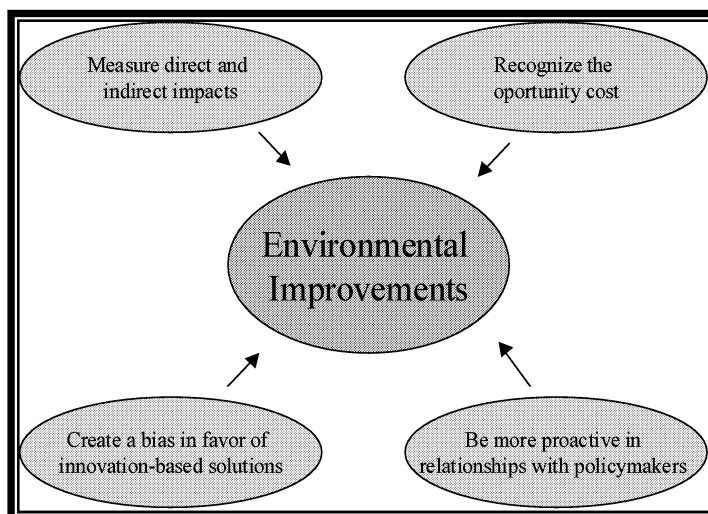 Measure direct and
indirect impacts
Recognize the
oportunity cost
Environmental
Improvements
Create a bias in favor of
innovation-based solutions
Be more proactive in
relationships with policymakers